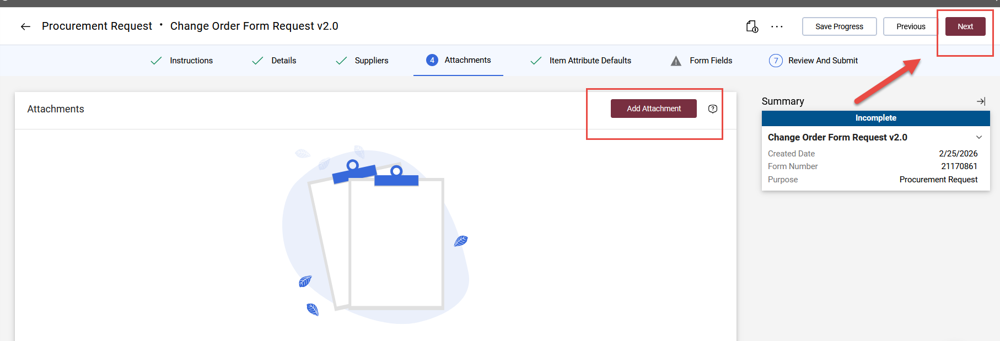 Procurement Request • Change Order Form Request v2.0
Save Progress
Previous
Next
Instructions
Details
Suppliers
4 Attachments
Item Attribute Defaults
Form Fields
7 Review And Submit
Attachments
Add Attachment
?
Summary
Incomplete
Change Order Form Request v2.0
Created Date 2/25/2026
Form Number 21170861
Purpose Procurement Request